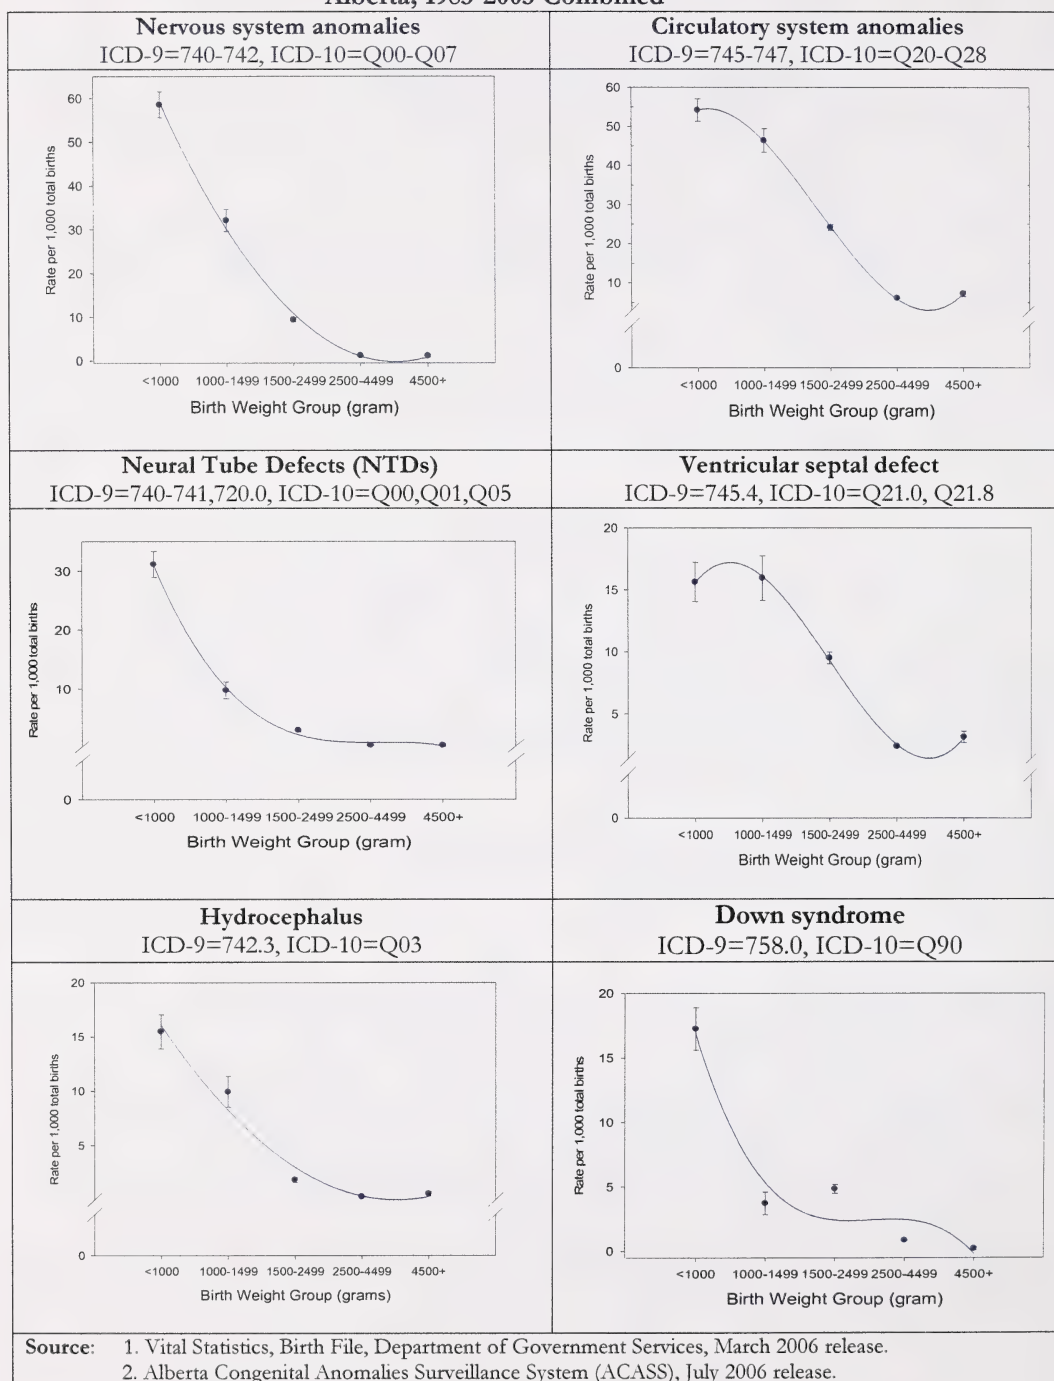 Alberta, 1983-2003 Combined
Nervous system anomalies
ICD-9=740-742, ICD-10=Q00-Q07
60
50
40
30
20
10
0
Rate per 1,000 total births
<1000 1000-1499 1500-2499 2500-4499 4500+
Birth Weight Group (gram)
Circulatory system anomalies
ICD-9=745-747, ICD-10=Q20-Q28
60
50
40
30
20
10
0
Rate per 1,000 total births
<1000 1000-1499 1500-2499 2500-4499 4500+
Birth Weight Group (gram)
Neural Tube Defects (NTDs)
ICD-9=740-741,720.0, ICD-10=Q00,Q01,Q05
30
20
10
0
Rate per 1,000 total births
<1000 1000-1499 1500-2499 2500-4499 4500+
Birth Weight Group (gram)
Ventricular septal defect
ICD-9=745.4, ICD-10=Q21.0, Q21.8
20
15
10
5
0
Rate per 1,000 total births
<1000 1000-1499 1500-2499 2500-4499 4500+
Birth Weight Group (gram)
Hydrocephalus
ICD-9=742.3, ICD-10=Q03
20
15
10
5
0
Rate per 1,000 total births
<1000 1000-1499 1500-2499 2500-4499 4500+
Birth Weight Group (grams)
Down syndrome
ICD-9=758.0, ICD-10=Q90
20
15
10
5
0
Rate per 1,000 total births
<1000 1000-1499 1500-2499 2500-4499 4500+
Birth Weight Group (gram)
Source: 1. Vital Statistics, Birth File, Department of Government Services, March 2006 release.
2. Alberta Congenital Anomalies Surveillance System (ACASS), July 2006 release.